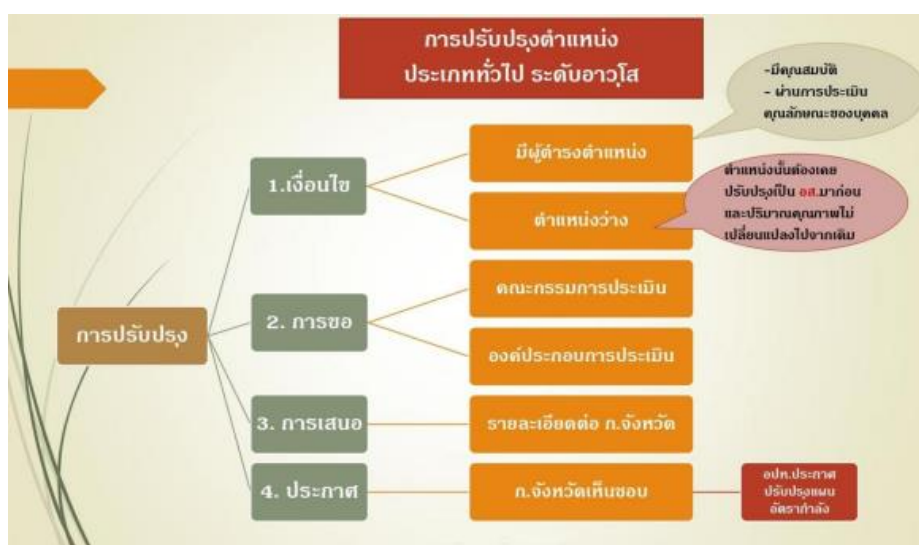 การปรับปรุงตำแหน่ง
ประเภททั่วไป ระดับอาวุโส
-มีคุณสมบัติ
- ผ่านการประเมิน
คุณลักษณะของบุคคล
มีผู้ดำรงตำแหน่ง
1.เงื่อนไข
ตำแหน่งว่าง
ตำแหน่งนั้นต้องเคย
ปรับปรุงเป็น อส.มาก่อน
และปริมาณคุณภาพไม่
เปลี่ยนแปลงไปจากเดิม
การปรับปรุง
2. การขอ
คณะกรรมการประเมิน
องค์ประกอบการประเมิน
3. การเสนอ
รายละเอียดต่อ ก.จังหวัด
4. ประกาศ
ก.จังหวัดเห็นชอบ
อปท.ประกาศ
ปรับปรุงแผน
อัตรากำลัง